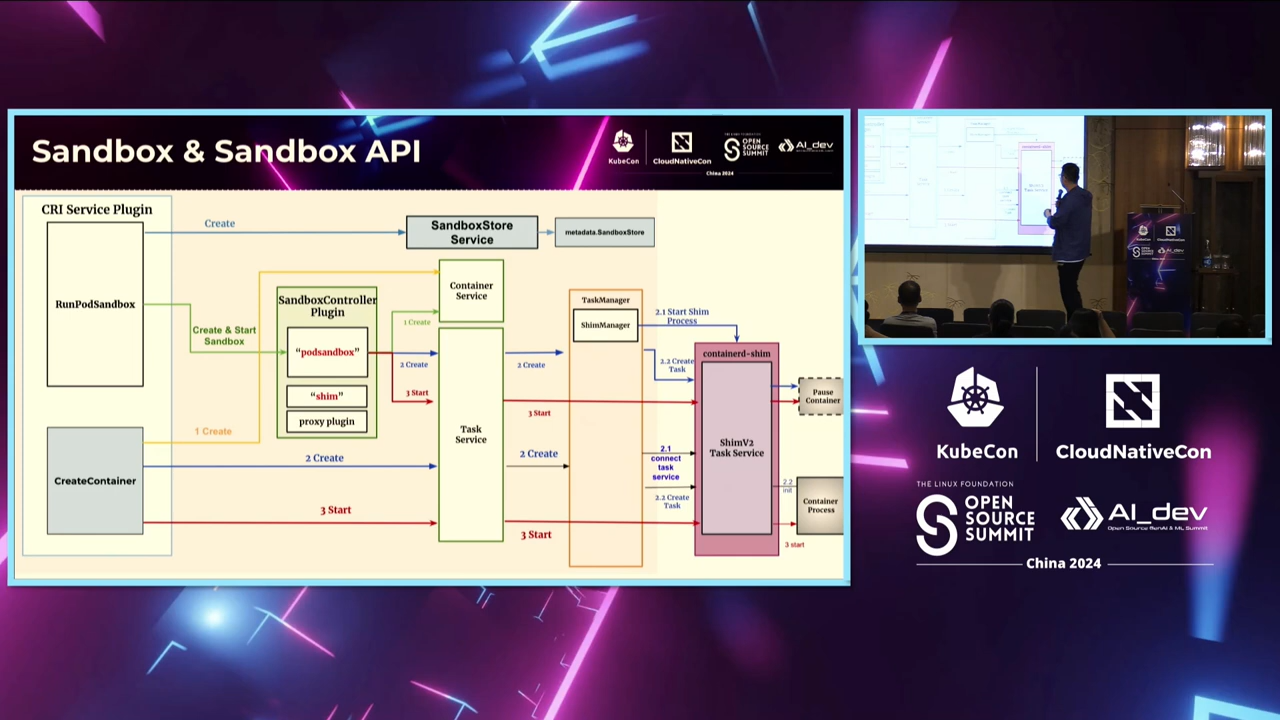 Sandbox & Sandbox API
KubeCon
CloudNativeCon
THE LINUX FOUNDATION
OPEN
SOURCE
SUMMIT
AI_dev
China 2024
CRI Service Plugin
RunPodSandbox
CreateContainer
Create
Create & Start
Sandbox
1 Create
2 Create
3 Start
SandboxController
Plugin
“podsandbox”
“shim”
proxy plugin
1 Create
2 Create
3 Start
SandboxStore
Service
metadata.SandboxStore
Container
Service
Task
Service
2 Create
3 Start
2 Create
3 Start
TaskManager
ShimManager
2.1 Start Shim
Process
2.2 Create
Task
2.1
connect
task
service
2.2 Create
Task
containerd-shim
ShimV2
Task Service
Pause
Container
2.2
init
Container
Process
3 start
KubeCon
CloudNativeCon
THE LINUX FOUNDATION
OPEN
SOURCE
SUMMIT
AI_dev
Open Source GenAI & ML Summit
China 2024